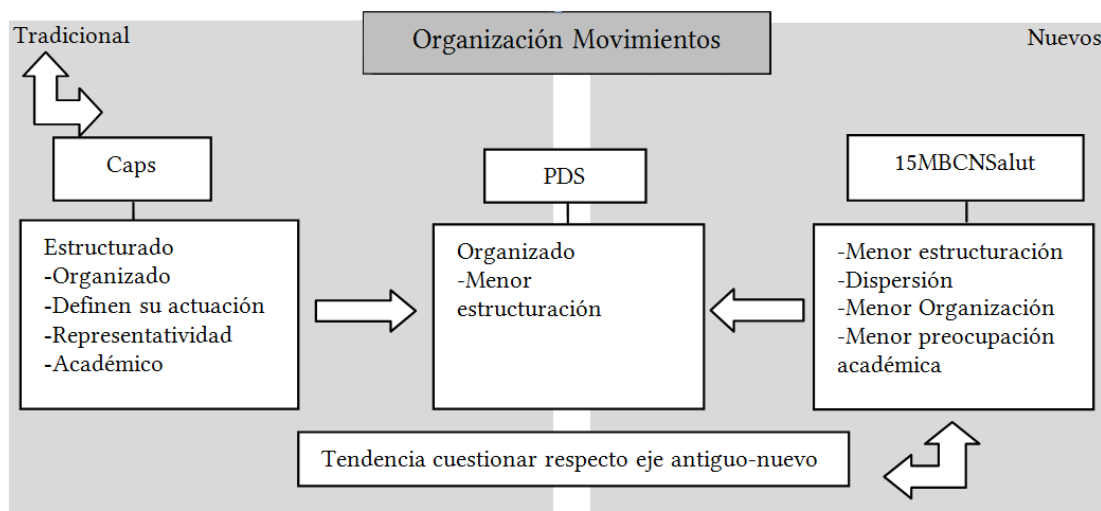 Tradicional
Organización Movimientos
Nuevos
Caps
PDS
15MBCNSalut
Estructurado
-Organizado
-Definen su actuación
-Representatividad
-Académico
Organizado
-Menor
estructuración
-Menor estructuración
-Dispersión
-Menor Organización
-Menor preocupación
académica
Tendencia cuestionar respecto eje antiguo-nuevo